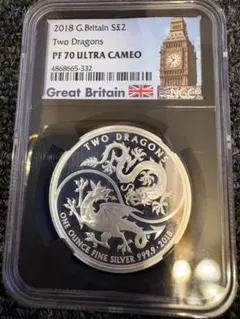 2018 G.Britain S£2
Two Dragons
PF 70 ULTRA CAMEO
4868665-332
Great Britain
NGC
TWO DRAGONS
ONE OUNCE FINE SILVER 999.9 · 2018